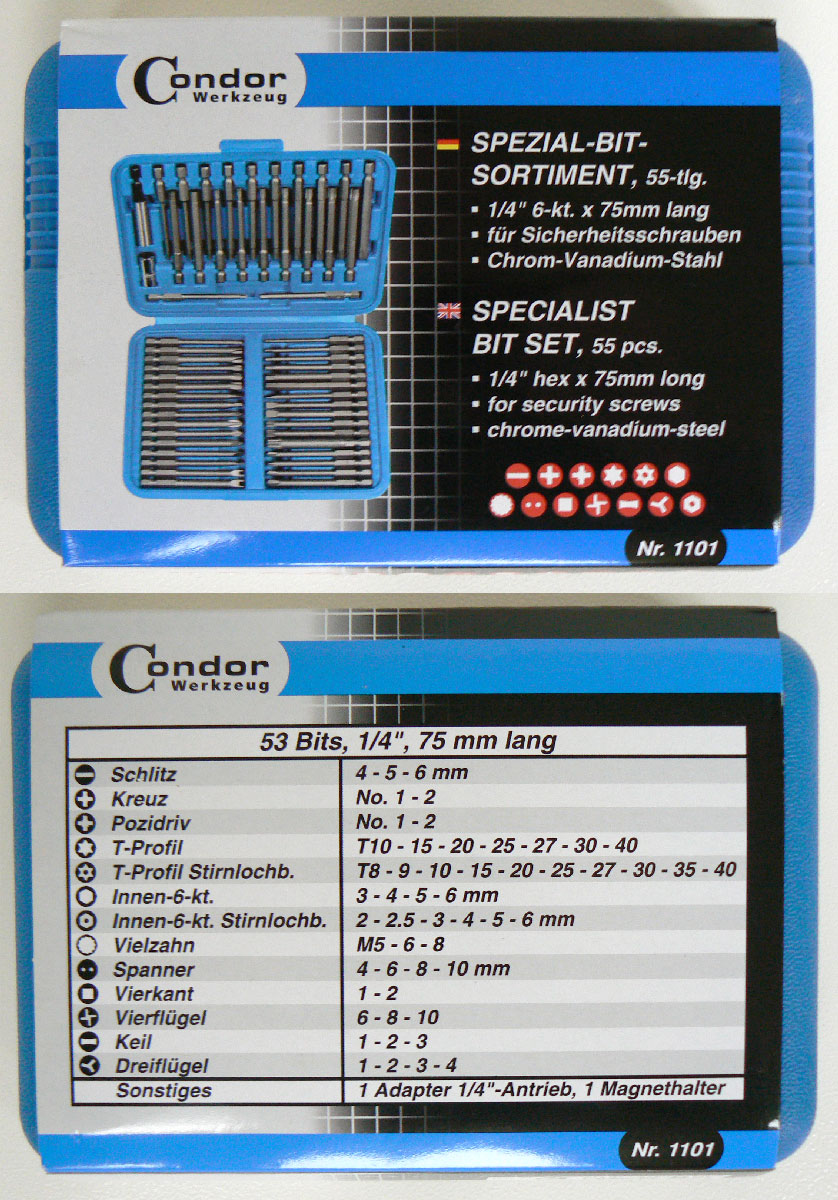 Condor
Werkzeug
SPEZIAL-BIT-
SORTIMENT, 55-tlg.
▪ 1/4" 6-kt. x 75mm lang
▪ für Sicherheitsschrauben
▪ Chrom-Vanadium-Stahl
SPECIALIST
BIT SET, 55 pcs.
▪ 1/4" hex x 75mm long
▪ for security screws
▪ chrome-vanadium-steel
Nr. 1101
Condor
Werkzeug
53 Bits, 1/4", 75 mm lang
Schlitz 4 - 5 - 6 mm
Kreuz No. 1 - 2
Pozidriv No. 1 - 2
T-Profil T10 - 15 - 20 - 25 - 27 - 30 - 40
T-Profil Stirnlochb. T8 - 9 - 10 - 15 - 20 - 25 - 27 - 30 - 35 - 40
Innen-6-kt. 3 - 4 - 5 - 6 mm
Innen-6-kt. Stirnlochb. 2 - 2.5 - 3 - 4 - 5 - 6 mm
Vielzahn M5 - 6 - 8
Spanner 4 - 6 - 8 - 10 mm
Vierkant 1 - 2
Vierflügel 6 - 8 - 10
Keil 1 - 2 - 3
Dreiflügel 1 - 2 - 3 - 4
Sonstiges 1 Adapter 1/4"-Antrieb, 1 Magnethalter
Nr. 1101